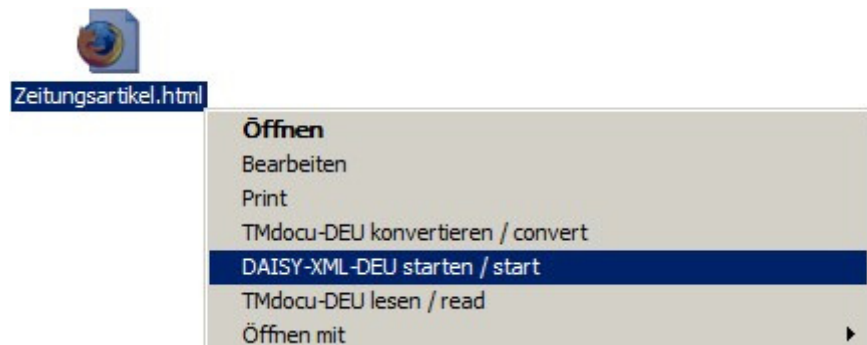 Zeitungsartikel.html
Öffnen
Bearbeiten
Print
TMdocu-DEU konvertieren / convert
DAISY-XML-DEU starten / start
TMdocu-DEU lesen / read
Öffnen mit